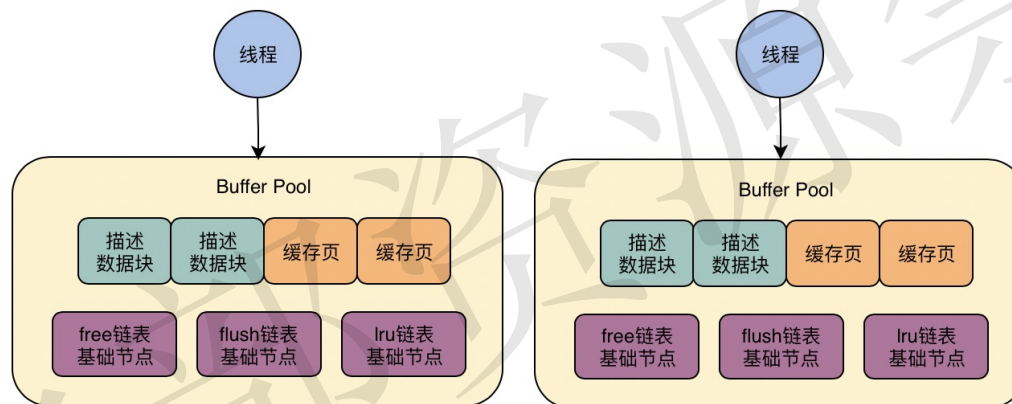 线程
Buffer Pool
描述
数据块
描述
数据块
缓存页
缓存页
free链表
基础节点
flush链表
基础节点
lru链表
基础节点
线程
Buffer Pool
描述
数据块
描述
数据块
缓存页
缓存页
free链表
基础节点
flush链表
基础节点
lru链表
基础节点